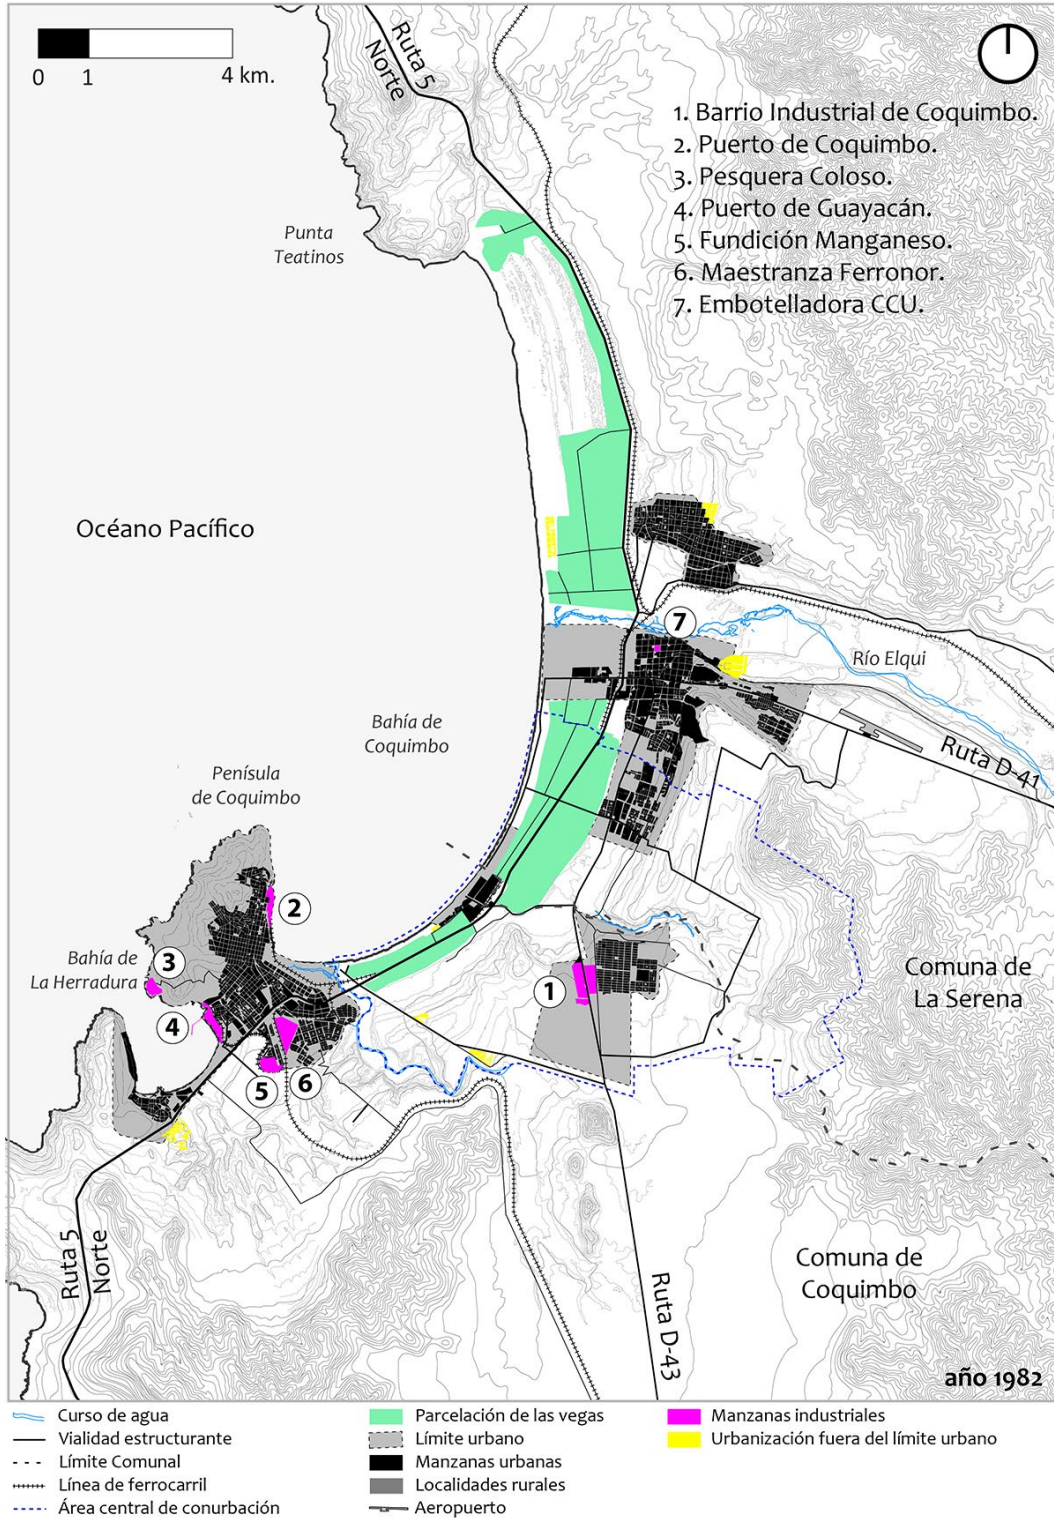 0 1 4 km.
Ruta 5
Norte
1. Barrio Industrial de Coquimbo.
2. Puerto de Coquimbo.
3. Pesquera Coloso.
4. Puerto de Guayacán.
5. Fundición Manganeso.
6. Maestranza Ferronor.
7. Embotelladora CCU.
Punta
Teatinos
Océano Pacífico
7
Río Elqui
Bahía de
Coquimbo
Ruta D-41
Penísula
de Coquimbo
2
Bahía de
La Herradura
3
1
Comuna de
La Serena
4
5
6
Ruta 5
Norte
Comuna de
Coquimbo
Ruta D-43
año 1982
Curso de agua
Vialidad estructurante
Límite Comunal
Línea de ferrocarril
Área central de conurbación
Parcelación de las vegas
Límite urbano
Manzanas urbanas
Localidades rurales
Aeropuerto
Manzanas industriales
Urbanización fuera del límite urbano